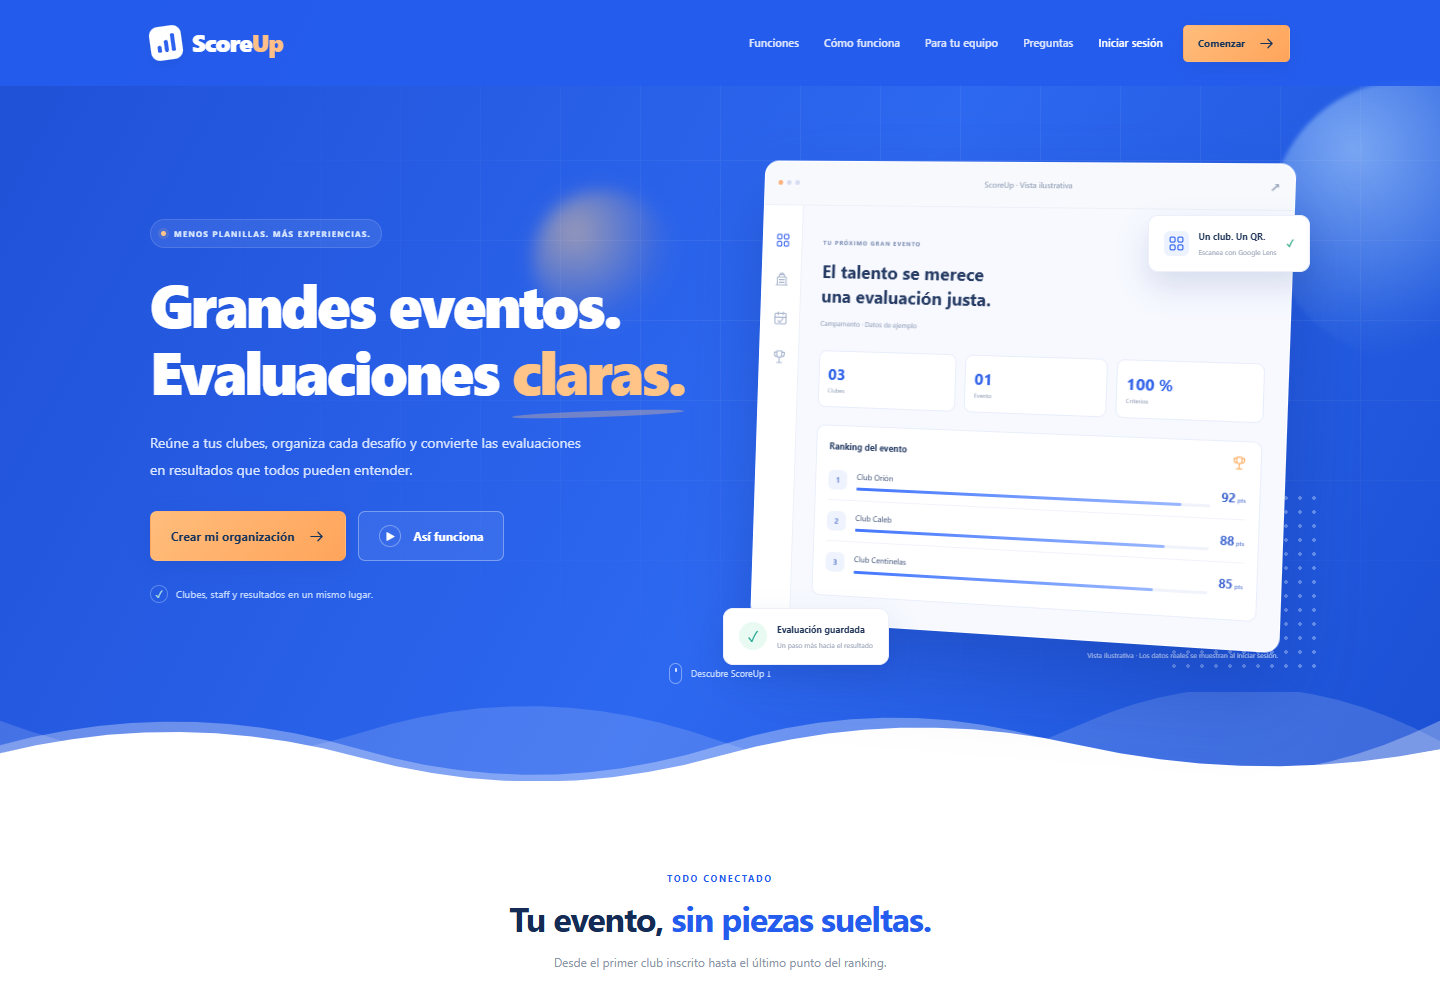 ScoreUp
Funciones
Cómo funciona
Para tu equipo
Preguntas
Iniciar sesión
Comenzar
MENOS PLANILLAS. MÁS EXPERIENCIAS.
Grandes eventos.
Evaluaciones claras.
Reúne a tus clubes, organiza cada desafío y convierte las evaluaciones
en resultados que todos pueden entender.
Crear mi organización
Así funciona
Clubes, staff y resultados en un mismo lugar.
ScoreUp · Vista ilustrativa
Un club. Un QR.
Escanea con Google Lens
TU PRÓXIMO GRAN EVENTO
El talento se merece
una evaluación justa.
Campamento · Datos de ejemplo
03
Clubes
01
Evento
100 %
Criterios
Ranking del evento
1
Club Orión
92 pts
2
Club Caleb
88 pts
3
Club Centinelas
85 pts
Evaluación guardada
Un paso más hacia el resultado
Vista ilustrativa · Los datos reales se muestran al iniciar sesión.
Descubre ScoreUp ↓
TODO CONECTADO
Tu evento, sin piezas sueltas.
Desde el primer club inscrito hasta el último punto del ranking.